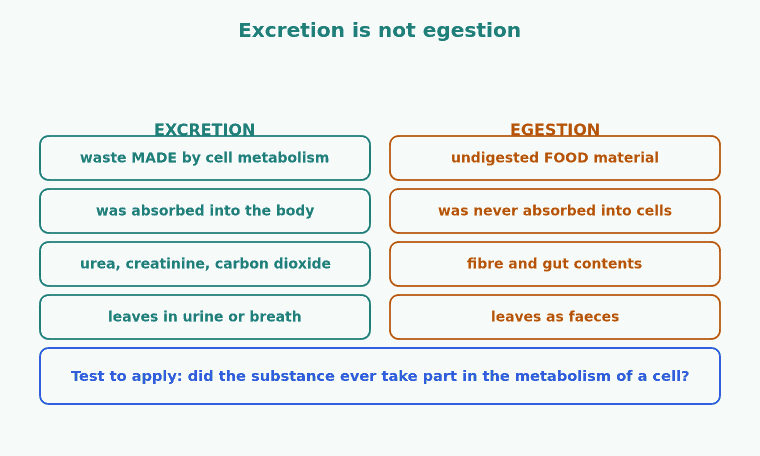 Excretion is not egestion
EXCRETION
waste MADE by cell metabolism
was absorbed into the body
urea, creatinine, carbon dioxide
leaves in urine or breath
EGESTION
undigested FOOD material
was never absorbed into cells
fibre and gut contents
leaves as faeces
Test to apply: did the substance ever take part in the metabolism of a cell?